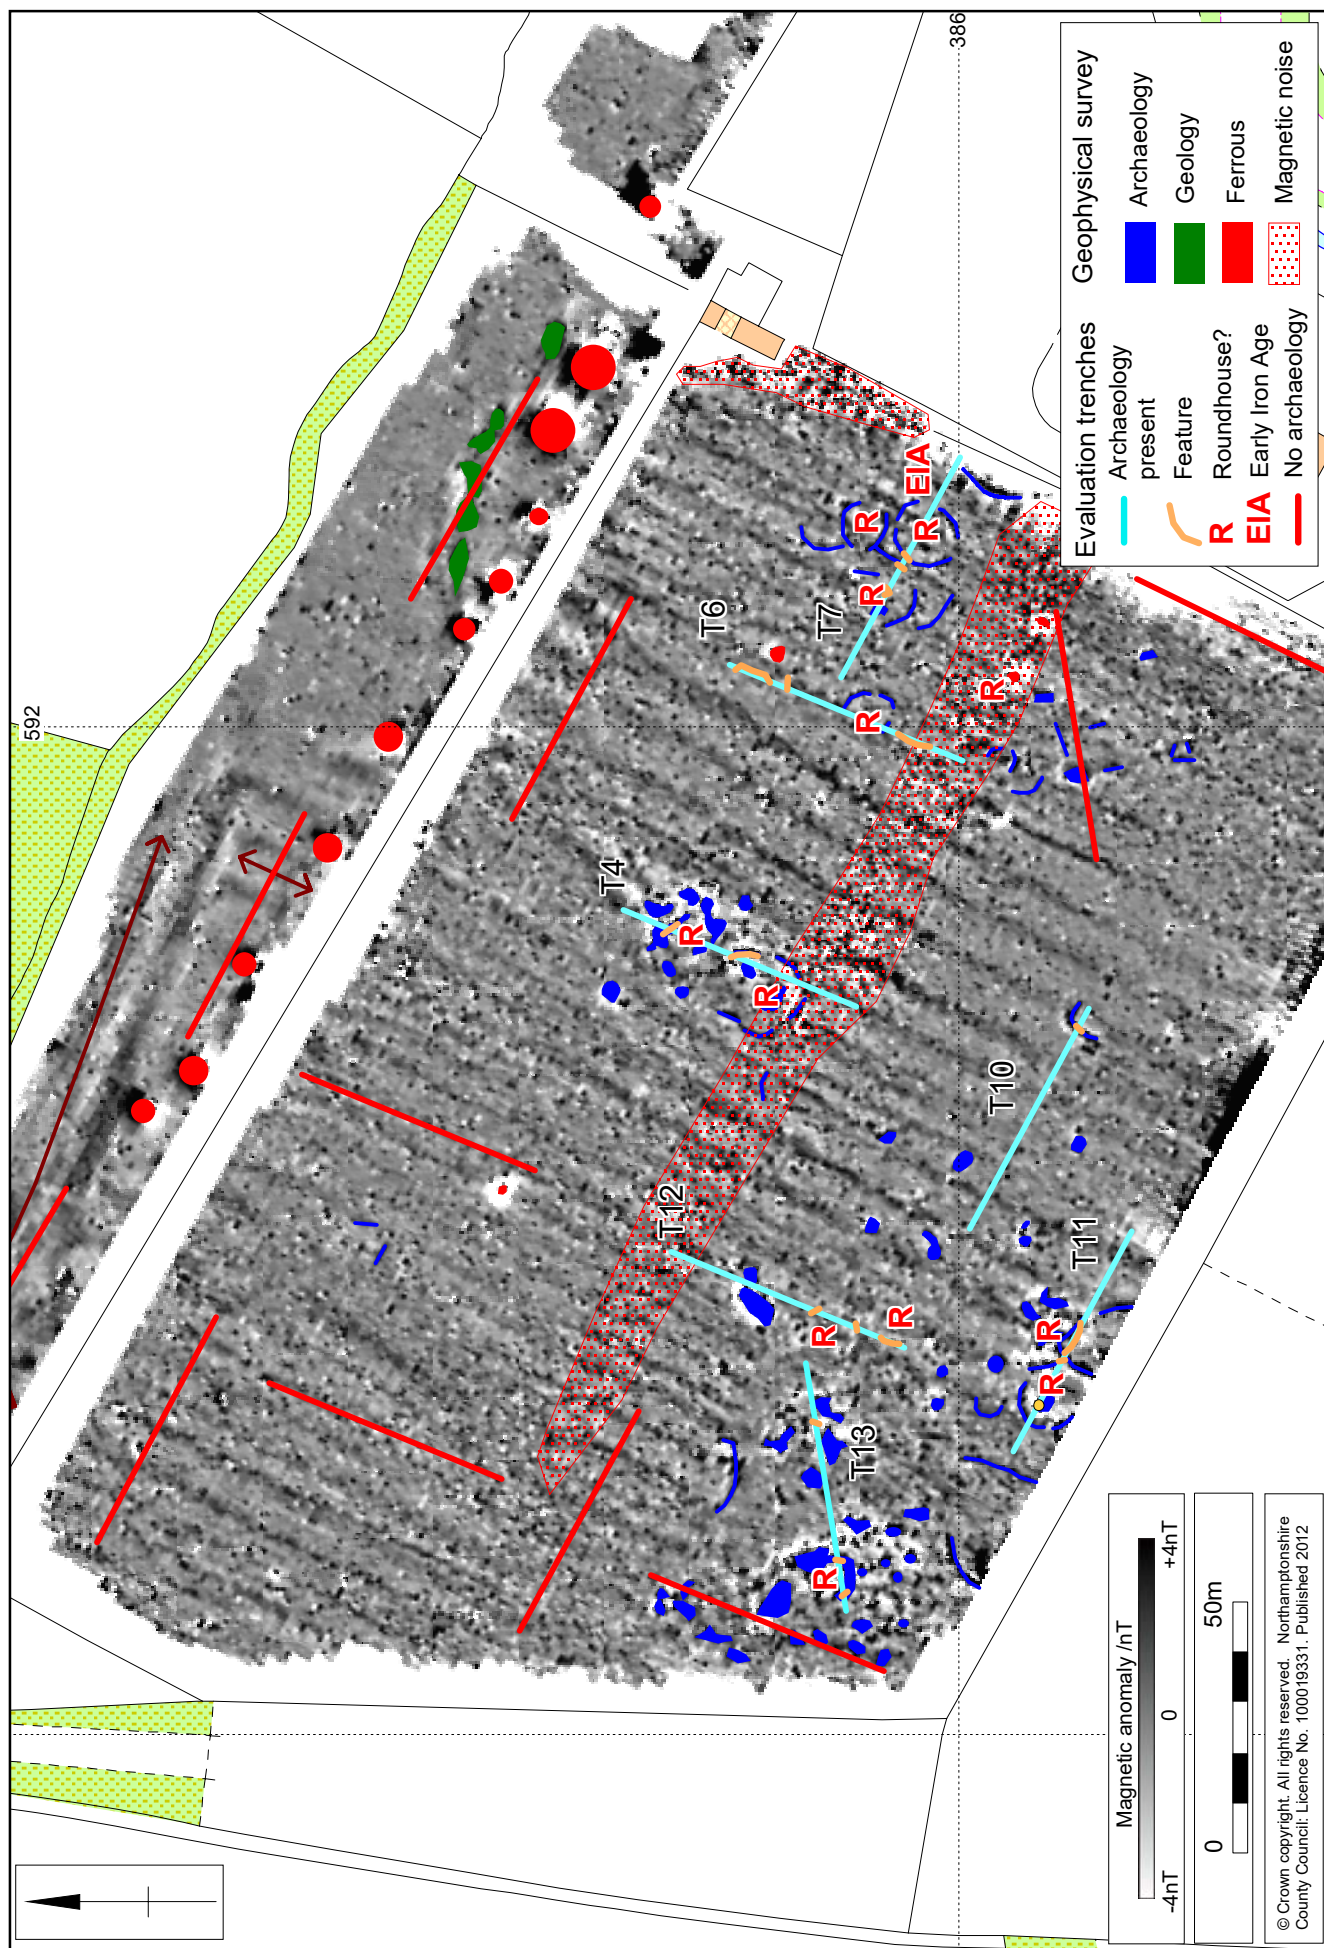 592
386
T6
T7
T4
T12
T10
T11
T13
R
R
R
EIA
R
R
R
R
R
R
R
R
R
Evaluation trenches
Archaeology
present
Feature
R Roundhouse?
EIA Early Iron Age
No archaeology
Geophysical survey
Archaeology
Geology
Ferrous
Magnetic noise
Magnetic anomaly /nT
-4nT 0 +4nT
0 50m
© Crown copyright. All rights reserved. Northamptonshire
County Council: Licence No. 100019331. Published 2012